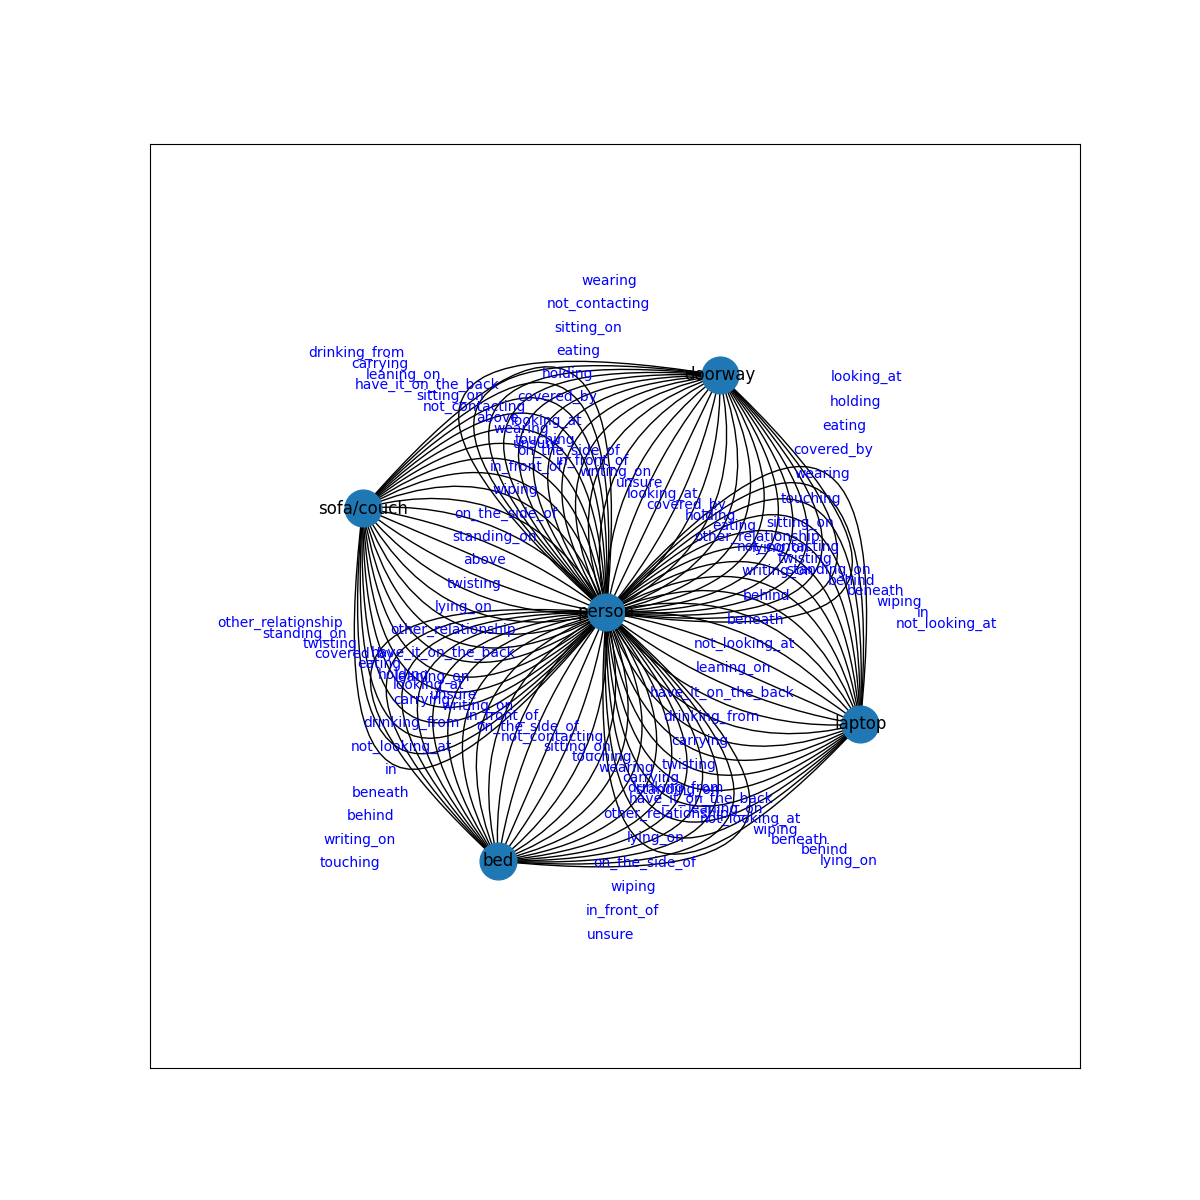 wearing
not_contacting
sitting_on
eating
drinking_from
carrying
holding
doorway
leaning_on
looking_at
have_it_on_the_back
sitting_on
covered_by
holding
not_contacting
above
looking_at
eating
wearing
touching
unsure
on_the_side_of
covered_by
in_front_of
in_front_of
writing_on
wearing
unsure
wiping
looking_at
touching
covered_by
sofa/couch
on_the_side_of
holding
sitting_on
eating
standing_on
other_relationship
not_contacting
lying_on
above
twisting
writing_on
standing_on
twisting
behind
beneath
behind
wiping
lying_on
person
in
beneath
other_relationship
not_looking_at
other_relationship
standing_on
twisting
not_looking_at
covered_by
have_it_on_the_back
eating
leaning_on
holding
leaning_on
looking_at
unsure
have_it_on_the_back
carrying
writing_on
in_front_of
drinking_from
drinking_from
on_the_side_of
laptop
not_contacting
carrying
not_looking_at
sitting_on
touching
twisting
in
wearing
carrying
drinking_from
standing_on
beneath
have_it_on_the_back
leaning_on
behind
other_relationship
not_looking_at
wiping
writing_on
lying_on
beneath
behind
touching
bed
on_the_side_of
lying_on
wiping
in_front_of
unsure